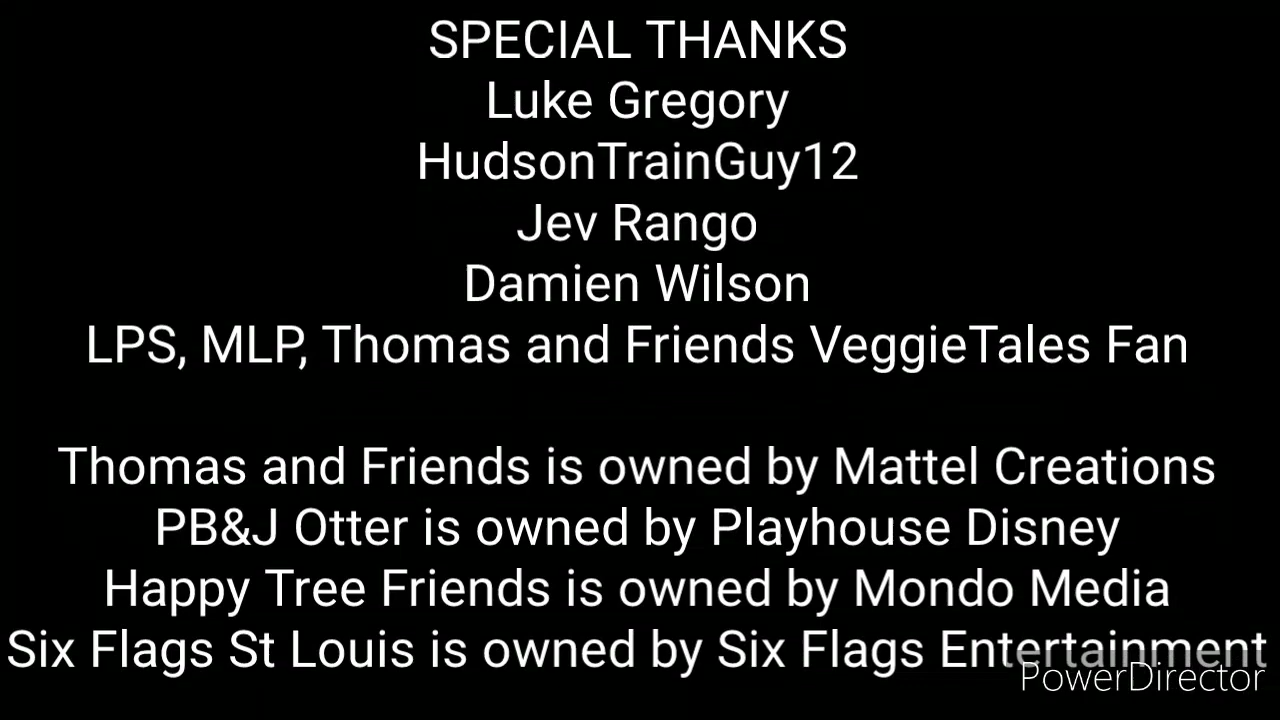 SPECIAL THANKS
Luke Gregory
HudsonTrainGuy12
Jev Rango
Damien Wilson
LPS, MLP, Thomas and Friends VeggieTales Fan
Thomas and Friends is owned by Mattel Creations
PB&J Otter is owned by Playhouse Disney
Happy Tree Friends is owned by Mondo Media
Six Flags St Louis is owned by Six Flags Entertainment
PowerDirector